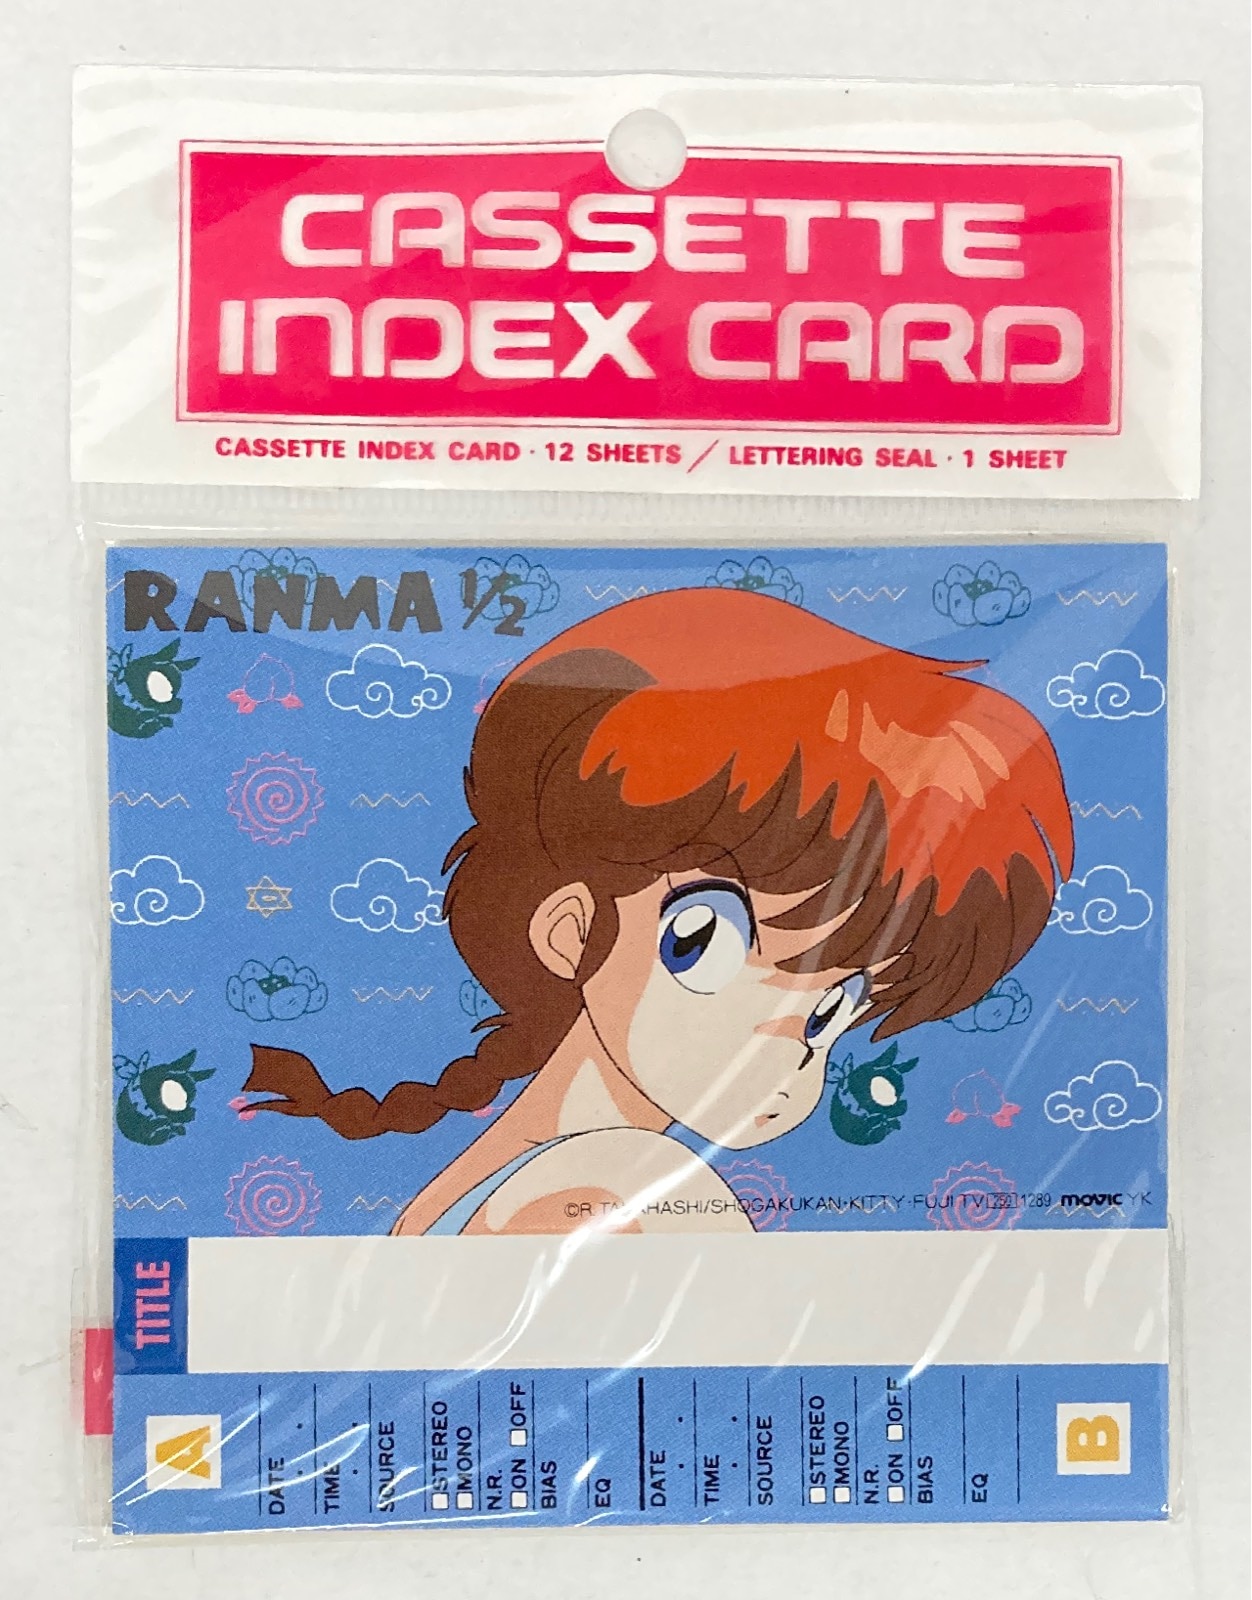 CASSETTE
INDEX CARD
CASSETTE INDEX CARD · 12 SHEETS / LETTERING SEAL · 1 SHEET
RANMA 1/2
©R. TAKAHASHI/SHOGAKUKAN·KITTY·FUJI TV 250 1289 movic YK
TITLE
A
DATE . .
TIME . .
SOURCE
□STEREO
□MONO
N.R.
□ON □OFF
BIAS
EQ
DATE . .
TIME . .
SOURCE
□STEREO
□MONO
N.R.
□ON □OFF
BIAS
EQ
B